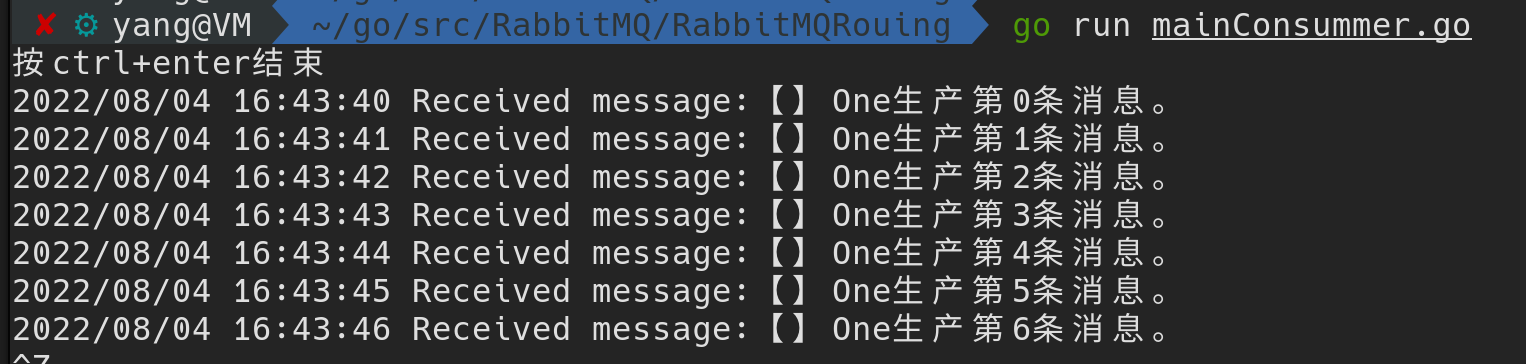 ✘ ⚙ yang@VM ~/go/src/RabbitMQ/RabbitMQRouing go run mainConsummer.go
按ctrl+enter结束
2022/08/04 16:43:40 Received message:【】One生产第0条消息。
2022/08/04 16:43:41 Received message:【】One生产第1条消息。
2022/08/04 16:43:42 Received message:【】One生产第2条消息。
2022/08/04 16:43:43 Received message:【】One生产第3条消息。
2022/08/04 16:43:44 Received message:【】One生产第4条消息。
2022/08/04 16:43:45 Received message:【】One生产第5条消息。
2022/08/04 16:43:46 Received message:【】One生产第6条消息。
^Z